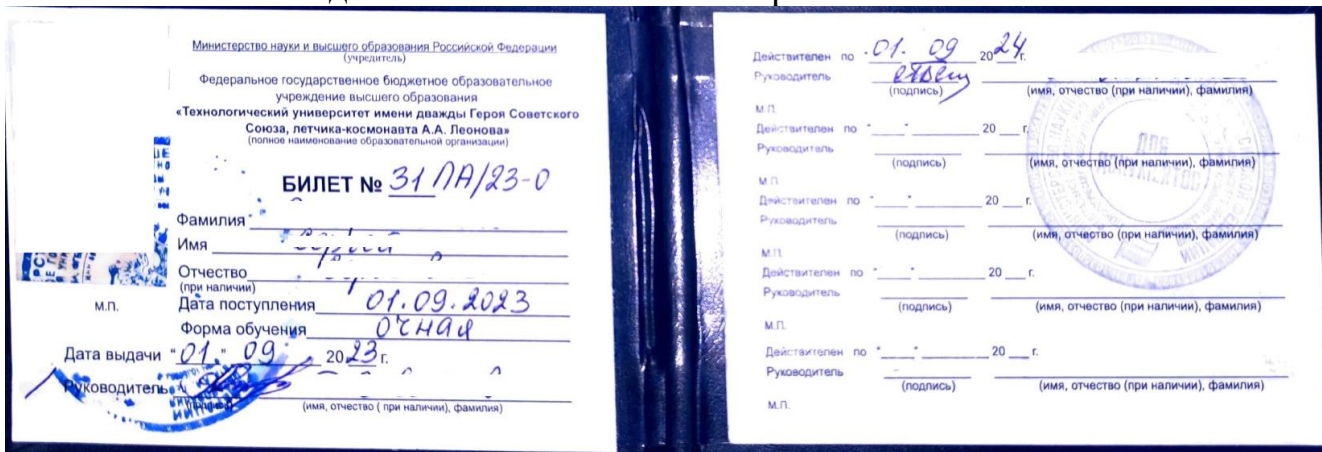 Министерство науки и высшего образования Российской Федерации
(учредитель)
Федеральное государственное бюджетное образовательное
учреждение высшего образования
«Технологический университет имени дважды Героя Советского
Союза, летчика-космонавта А.А. Леонова»
(полное наименование образовательной организации)
БИЛЕТ № 31 ЛА/23-О
Фамилия
Имя
Отчество
(при наличии)
М.П.
Дата поступления 01.09.2023
Форма обучения очная
Дата выдачи "01." 09 2023 г.
Руководитель
(имя, отчество ( при наличии), фамилия)
Действителен по "01. 09 2024 г.
Руководитель
(подпись) (имя, отчество (при наличии), фамилия)
М.П.
Действителен по "___" ______ 20 ___ г.
Руководитель
(подпись) (имя, отчество (при наличии), фамилия)
М.П.
Действителен по "___" ______ 20 ___ г.
Руководитель
(подпись) (имя, отчество (при наличии), фамилия)
М.П.
Действителен по "___" ______ 20 ___ г.
Руководитель
(подпись) (имя, отчество (при наличии), фамилия)
М.П.
Действителен по "___" ______ 20 ___ г.
Руководитель
(подпись) (имя, отчество (при наличии), фамилия)
М.П.
ДЛЯ
ДОКУМЕНТОВ